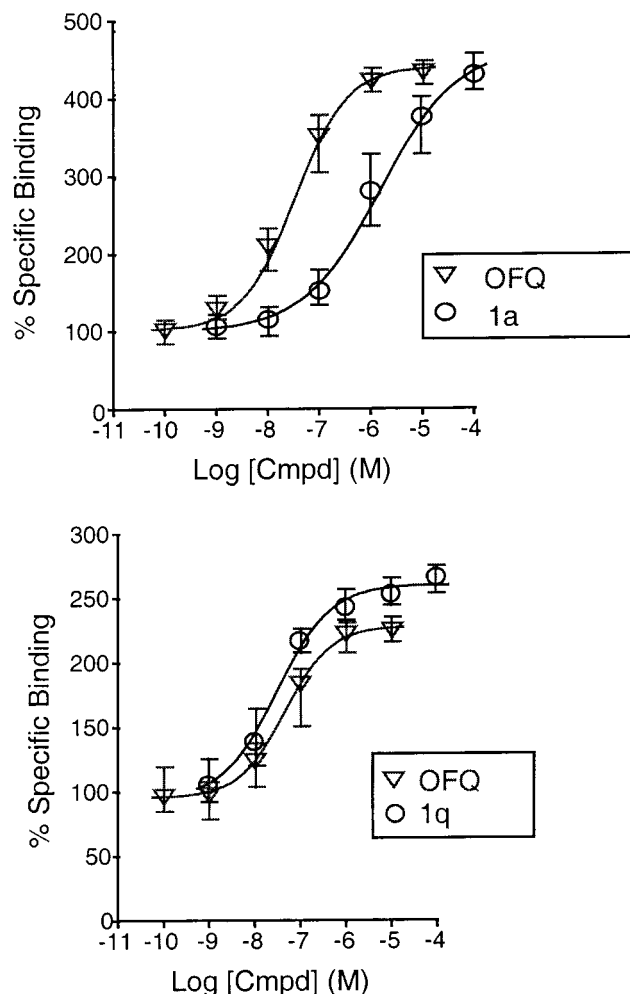 500
400
% Specific Binding
300
200
100
0
OFQ
1a
-11 -10 -9 -8 -7 -6 -5 -4
Log [Cmpd] (M)
300
250
% Specific Binding
200
150
100
50
0
OFQ
1q
-11 -10 -9 -8 -7 -6 -5 -4
Log [Cmpd] (M)